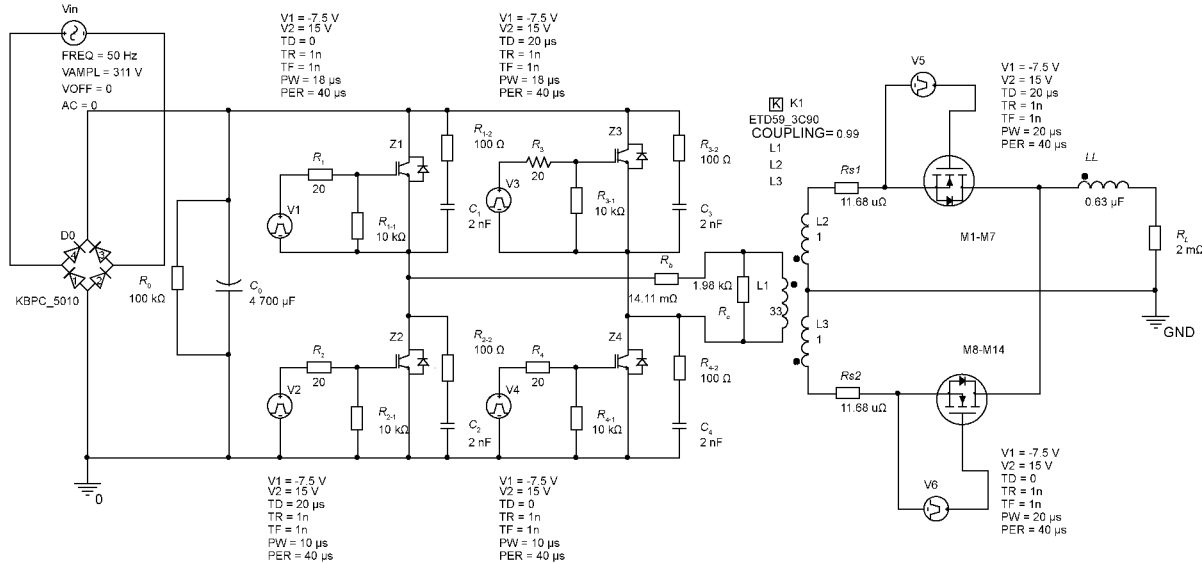 Vin
FREQ = 50 Hz
VAMPL = 311 V
VOFF = 0
AC = 0
V1 = -7.5 V
V2 = 15 V
TD = 0
TR = 1n
TF = 1n
PW = 18 µs
PER = 40 µs
V1 = -7.5 V
V2 = 15 V
TD = 20 µs
TR = 1n
TF = 1n
PW = 18 µs
PER = 40 µs
D0
4
3
1
2
KBPC_5010
R0
100 kΩ
C0
4 700 µF
0
Z1
R1
20
V1
R1-1
10 kΩ
R1-2
100 Ω
C1
2 nF
Z3
R3
20
V3
R3-1
10 kΩ
R3-2
100 Ω
C3
2 nF
Z2
R2
20
V2
R2-1
10 kΩ
R2-2
100 Ω
C2
2 nF
Z4
R4
20
V4
R4-1
10 kΩ
R4-2
100 Ω
C4
2 nF
V1 = -7.5 V
V2 = 15 V
TD = 20 µs
TR = 1n
TF = 1n
PW = 10 µs
PER = 40 µs
V1 = -7.5 V
V2 = 15 V
TD = 0
TR = 1n
TF = 1n
PW = 10 µs
PER = 40 µs
Rb
14.11 mΩ
1.98 kΩ
Rc
L1
33
K K1
ETD59_3C90
COUPLING= 0.99
L1
L2
L3
L2
1
L3
1
Rs1
11.68 uΩ
Rs2
11.68 uΩ
V5
V1 = -7.5 V
V2 = 15 V
TD = 20 µs
TR = 1n
TF = 1n
PW = 20 µs
PER = 40 µs
M1-M7
LL
0.63 µF
RL
2 mΩ
GND
M8-M14
V6
V1 = -7.5 V
V2 = 15 V
TD = 0
TR = 1n
TF = 1n
PW = 20 µs
PER = 40 µs